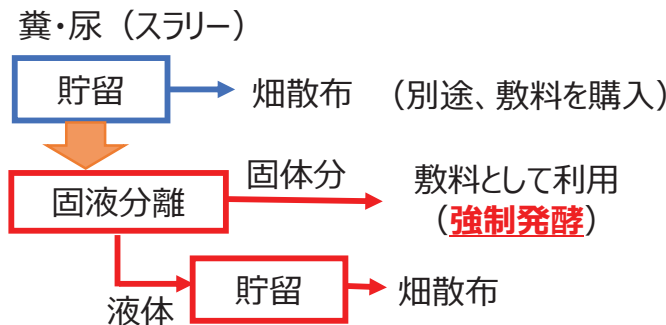 糞・尿（スラリー）
貯留
畑散布 （別途、敷料を購入）
固液分離
固体分
敷料として利用
（強制発酵）
液体
貯留
畑散布